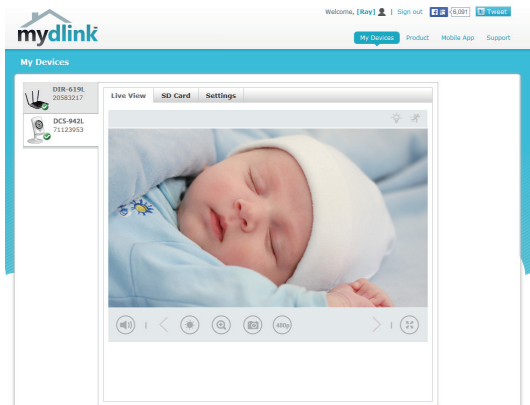 Welcome, [Ray] | Sign out 6,091 Tweet
mydlink
My Devices Product Mobile App Support
My Devices
DIR-619L
20583217
DCS-942L
71123953
Live View SD Card Settings
480p